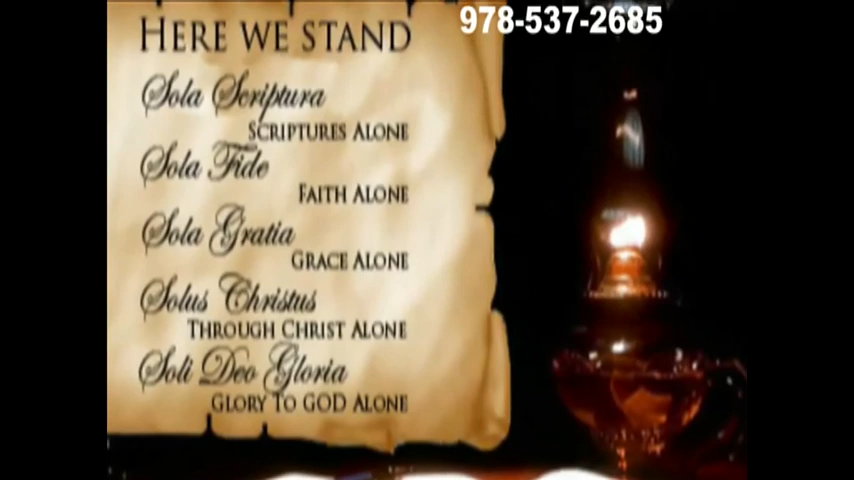 978-537-2685
HERE WE STAND
Sola Scriptura
SCRIPTURES ALONE
Sola Fide
FAITH ALONE
Sola Gratia
GRACE ALONE
Solus Christus
THROUGH CHRIST ALONE
Soli Deo Gloria
GLORY TO GOD ALONE